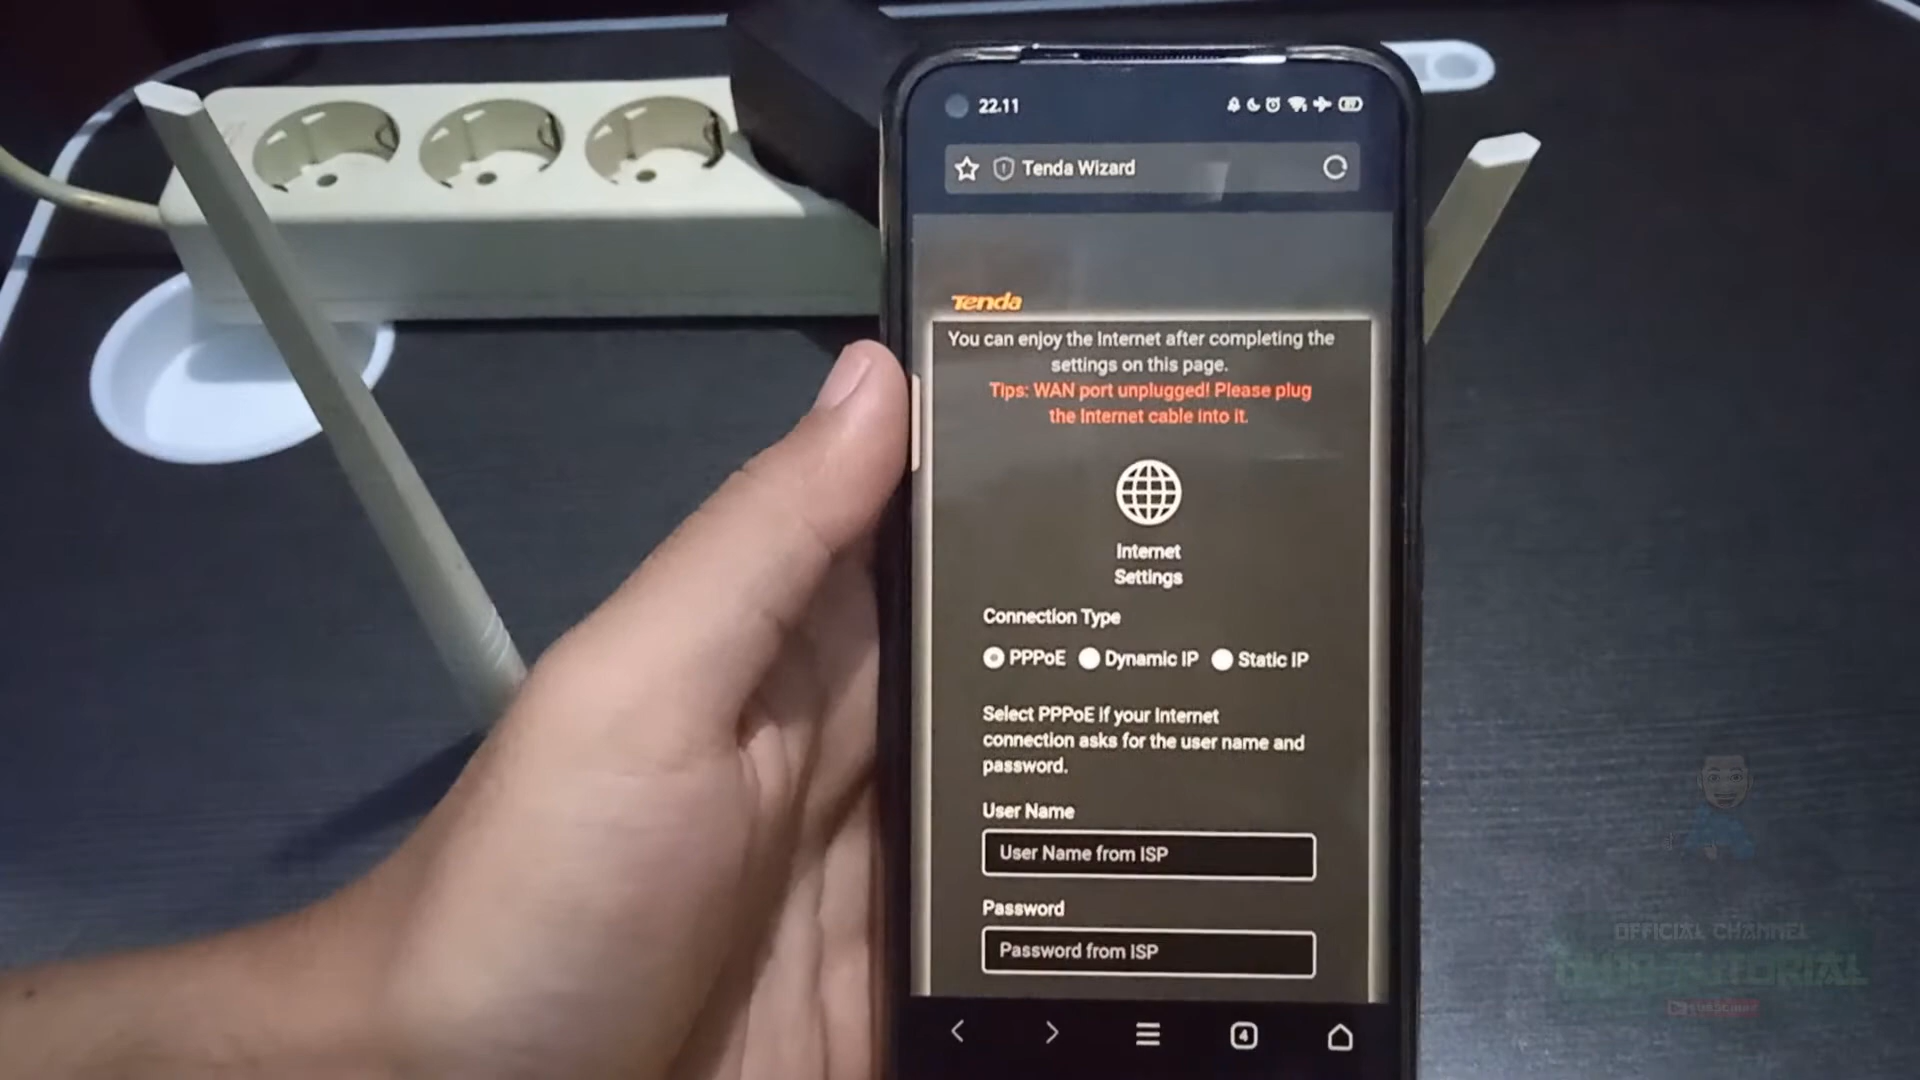 22.11
Tenda Wizard
Tenda
You can enjoy the Internet after completing the
settings on this page.
Tips: WAN port unplugged! Please plug
the Internet cable into it.
Internet
Settings
Connection Type
PPPoE Dynamic IP Static IP
Select PPPoE if your Internet
connection asks for the user name and
password.
User Name
User Name from ISP
Password
Password from ISP
4
OFFICIAL CHANNEL
SUBSCRIBE